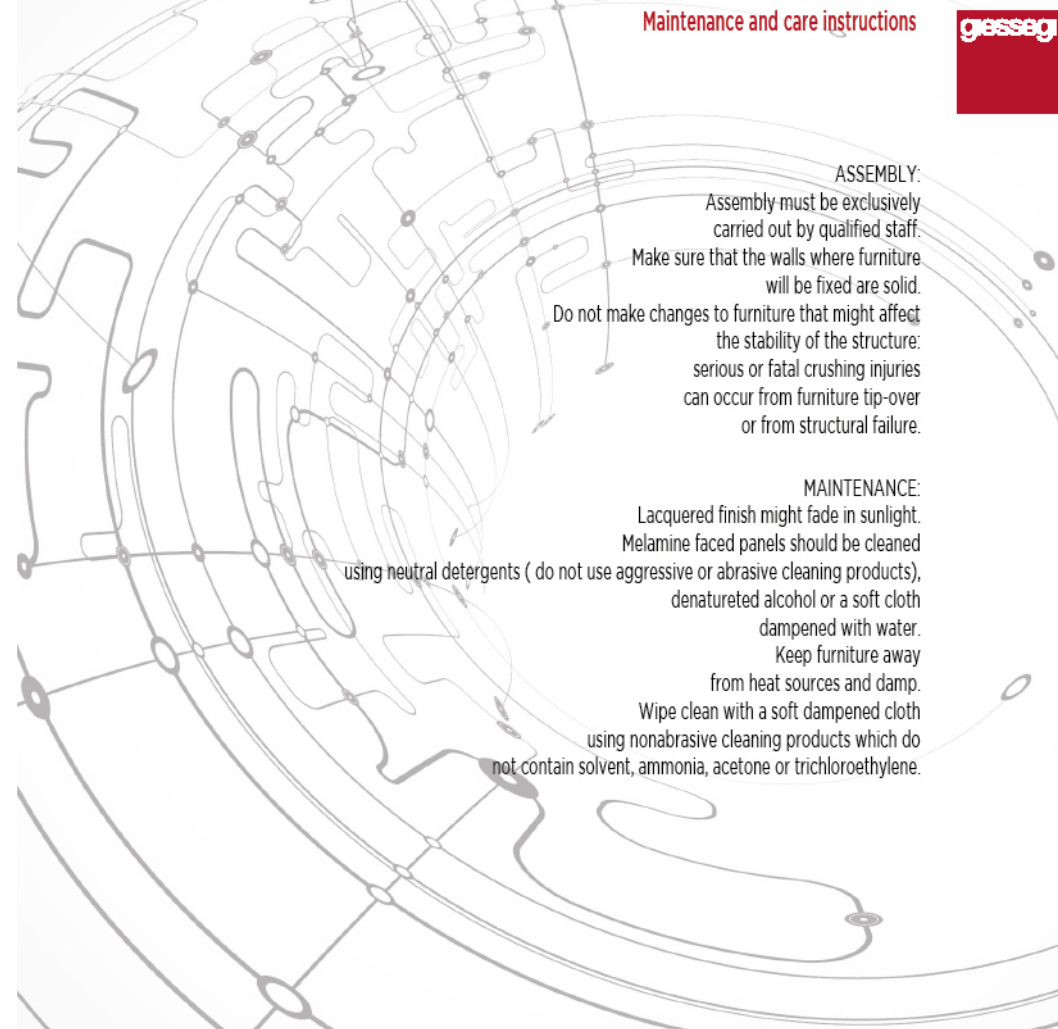 Maintenance and care instructions
ASSEMBLY:
Assembly must be exclusively
carried out by qualified staff.
Make sure that the walls where furniture
will be fixed are solid.
Do not make changes to furniture that might affect
the stability of the structure:
serious or fatal crushing injuries
can occur from furniture tip-over
or from structural failure.
MAINTENANCE:
Lacquered finish might fade in sunlight.
Melamine faced panels should be cleaned
using neutral detergents ( do not use aggressive or abrasive cleaning products),
denatureted alcohol or a soft cloth
dampened with water.
Keep furniture away
from heat sources and damp.
Wipe clean with a soft dampened cloth
using nonabrasive cleaning products which do
not contain solvent, ammonia, acetone or trichloroethylene.